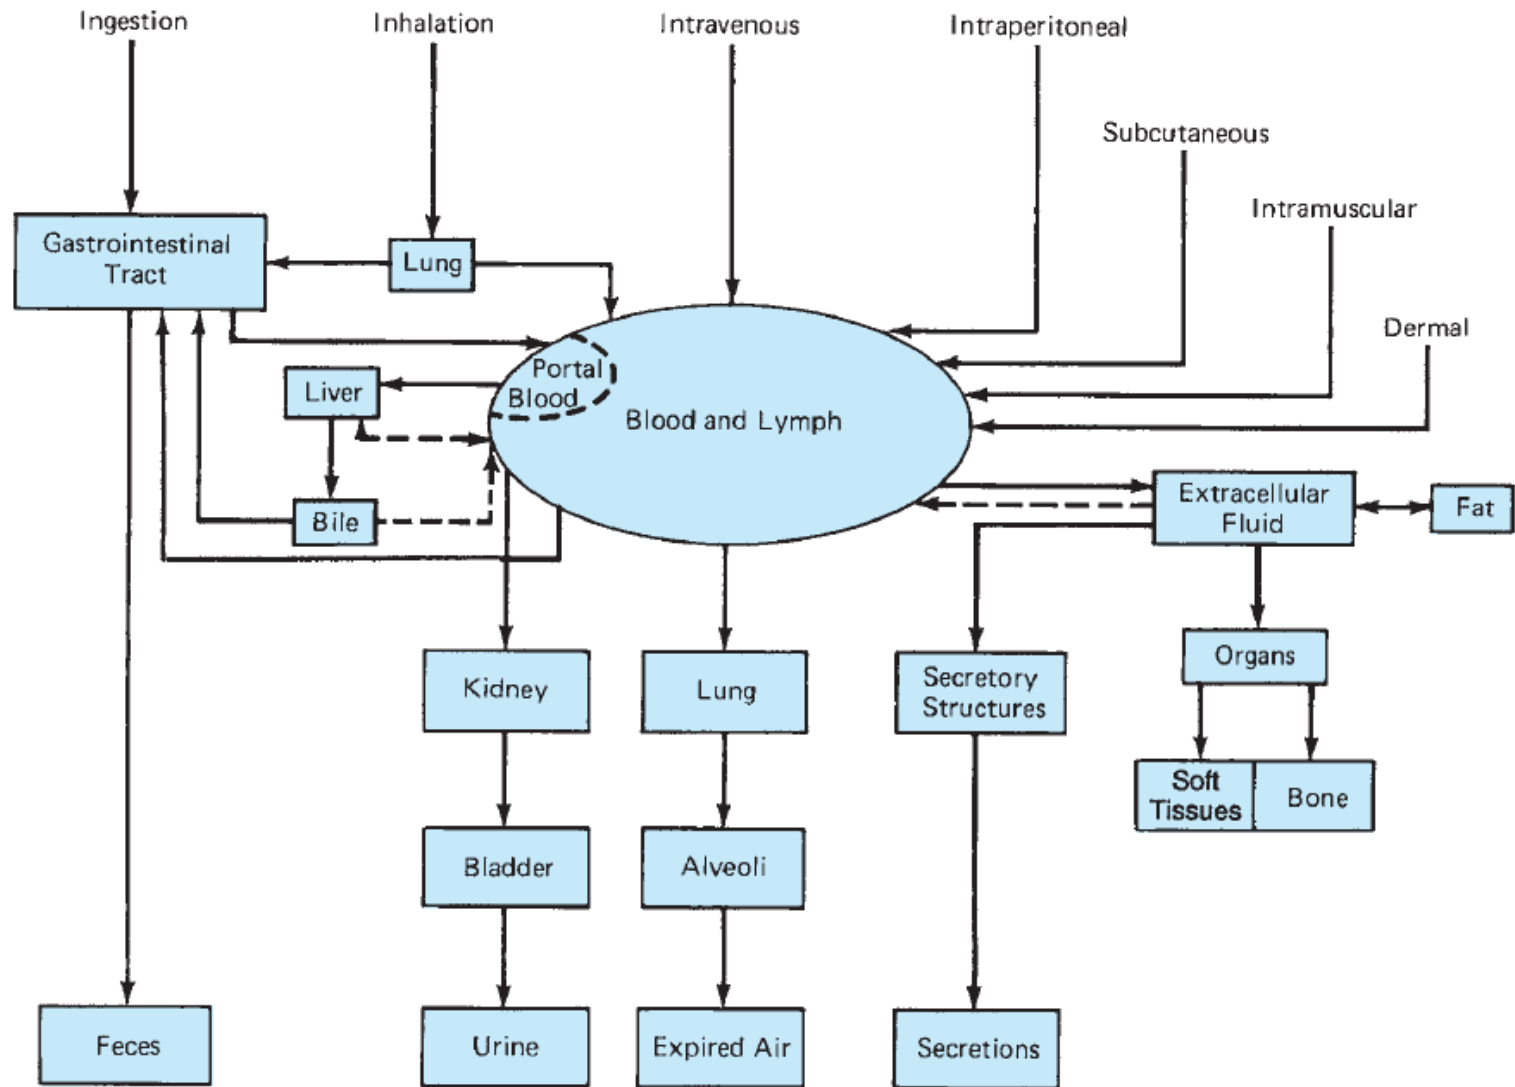 Ingestion
Inhalation
Intravenous
Intraperitoneal
Subcutaneous
Intramuscular
Dermal
Gastrointestinal
Tract
Lung
Portal
Blood
Liver
Blood and Lymph
Bile
Extracellular
Fluid
Fat
Kidney
Lung
Secretory
Structures
Organs
Soft
Tissues
Bone
Bladder
Alveoli
Feces
Urine
Expired Air
Secretions